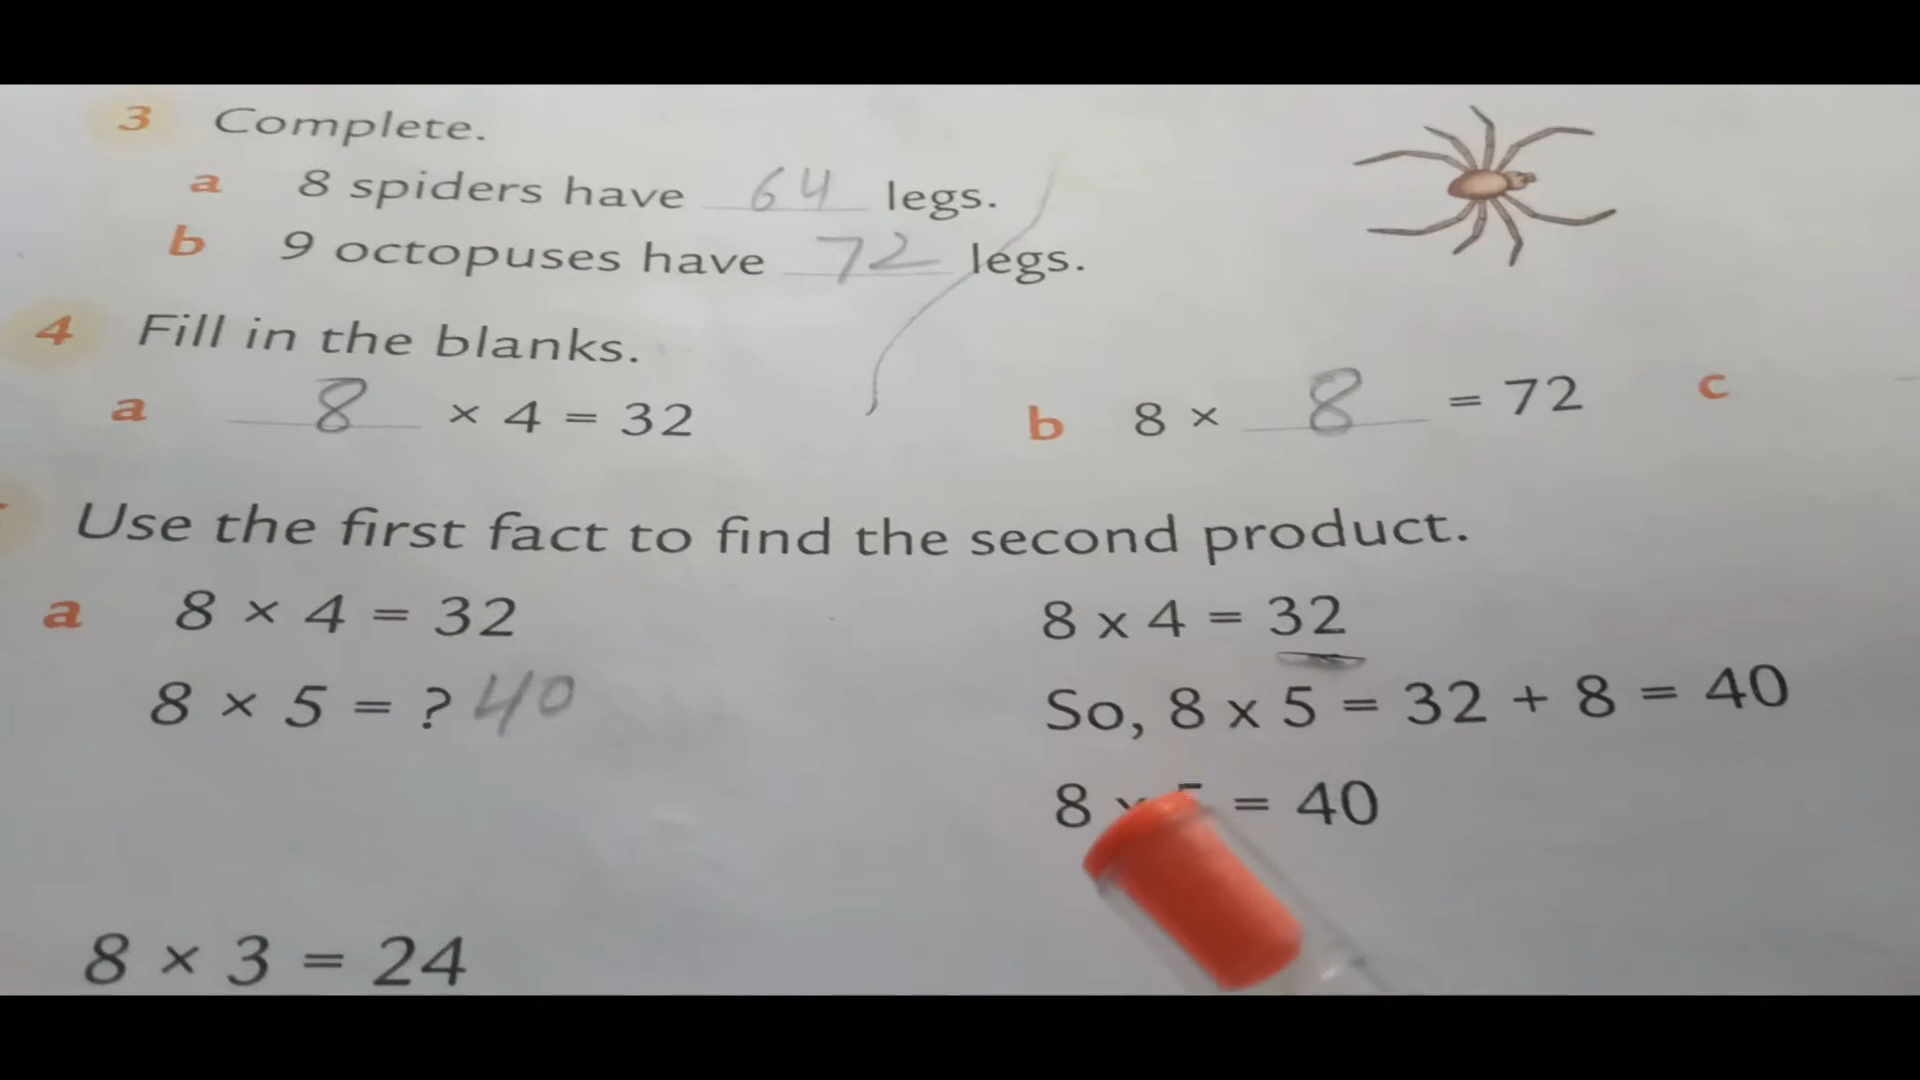 3 Complete.
a 8 spiders have 64 legs.
b 9 octopuses have 72 legs.
4 Fill in the blanks.
a 8 × 4 = 32
b 8 × 8 = 72
c
Use the first fact to find the second product.
a 8 × 4 = 32
8 × 5 = ? 40
8 x 4 = 32
So, 8 x 5 = 32 + 8 = 40
8 x 5 = 40
8 × 3 = 24